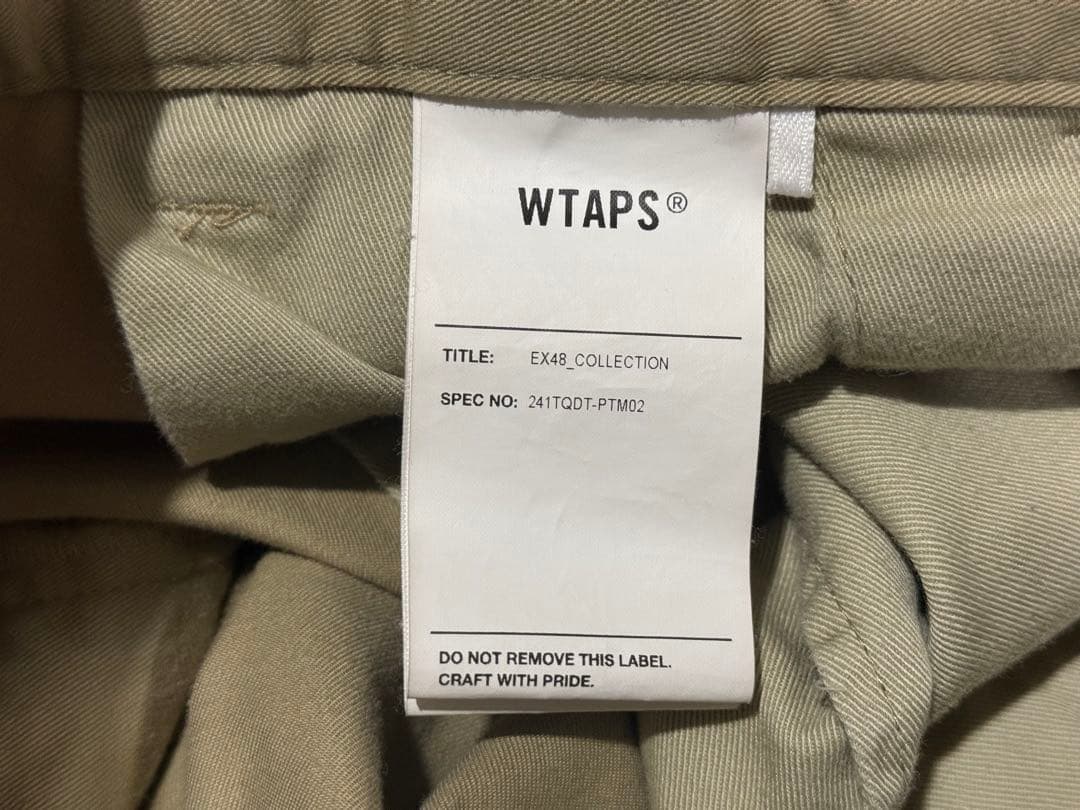 WTAPS®
TITLE: EX48_COLLECTION
SPEC NO: 241TQDT-PTM02
DO NOT REMOVE THIS LABEL.
CRAFT WITH PRIDE.